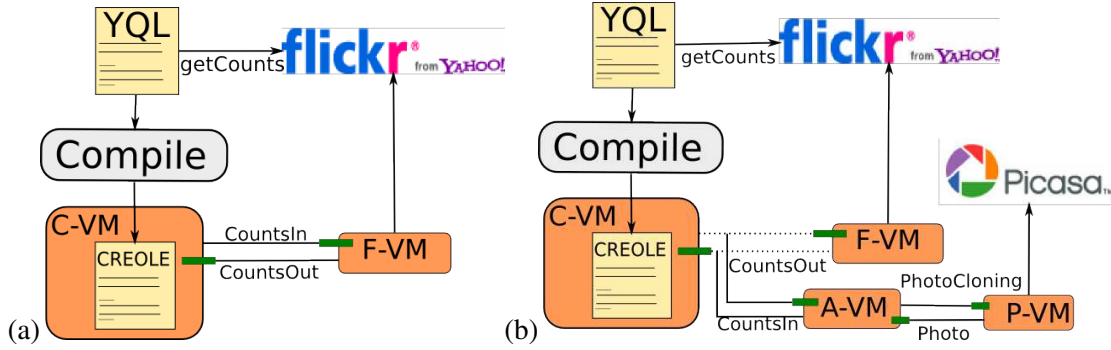 YQL
getCounts
flickr®
from YAHOO!
Compile
C-VM
CREOLE
CountsIn
CountsOut
F-VM
(a)
YQL
getCounts
flickr®
from YAHOO!
Compile
Picasa™
C-VM
CREOLE
F-VM
CountsOut
PhotoCloning
A-VM
P-VM
CountsIn
Photo
(b)